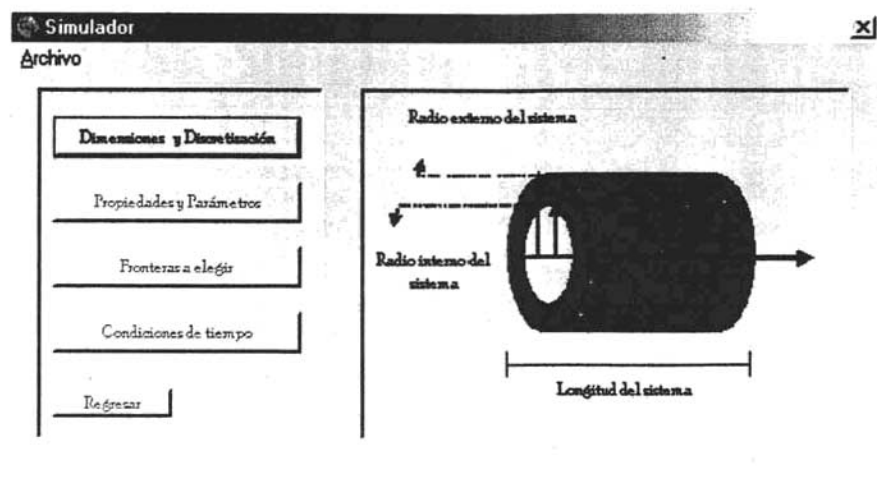 Simulador
Archivo
Dimensiones y Discretización
Propiedades y Parámetros
Fronteras a elegir
Condiciones de tiempo
Regresar
Radio externo del sistema
Radio interno del
sistema
Longitud del sistema